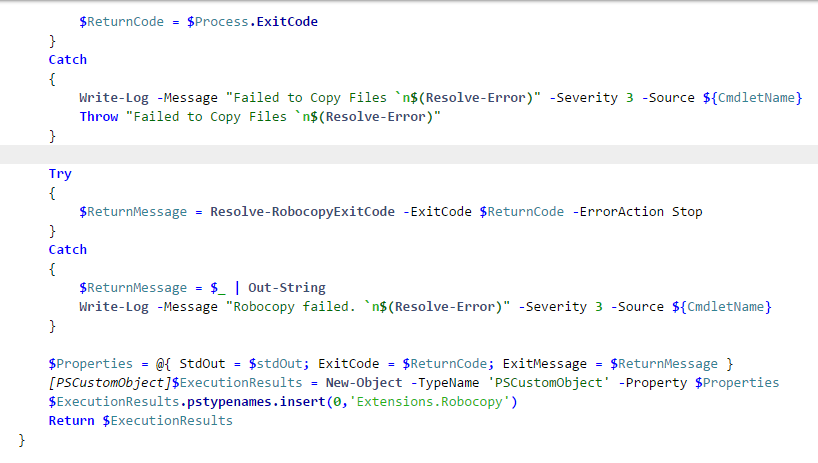 $ReturnCode = $Process.ExitCode
}
Catch
{
Write-Log -Message "Failed to Copy Files `n$(Resolve-Error)" -Severity 3 -Source ${CmdletName}
Throw "Failed to Copy Files `n$(Resolve-Error)"
}
Try
{
$ReturnMessage = Resolve-RobocopyExitCode -ExitCode $ReturnCode -ErrorAction Stop
}
Catch
{
$ReturnMessage = $_ | Out-String
Write-Log -Message "Robocopy failed. `n$(Resolve-Error)" -Severity 3 -Source ${CmdletName}
}
$Properties = @{ StdOut = $stdOut; ExitCode = $ReturnCode; ExitMessage = $ReturnMessage }
[PSCustomObject]$ExecutionResults = New-Object -TypeName 'PSCustomObject' -Property $Properties
$ExecutionResults.pstypenames.insert(0,'Extensions.Robocopy')
Return $ExecutionResults
}